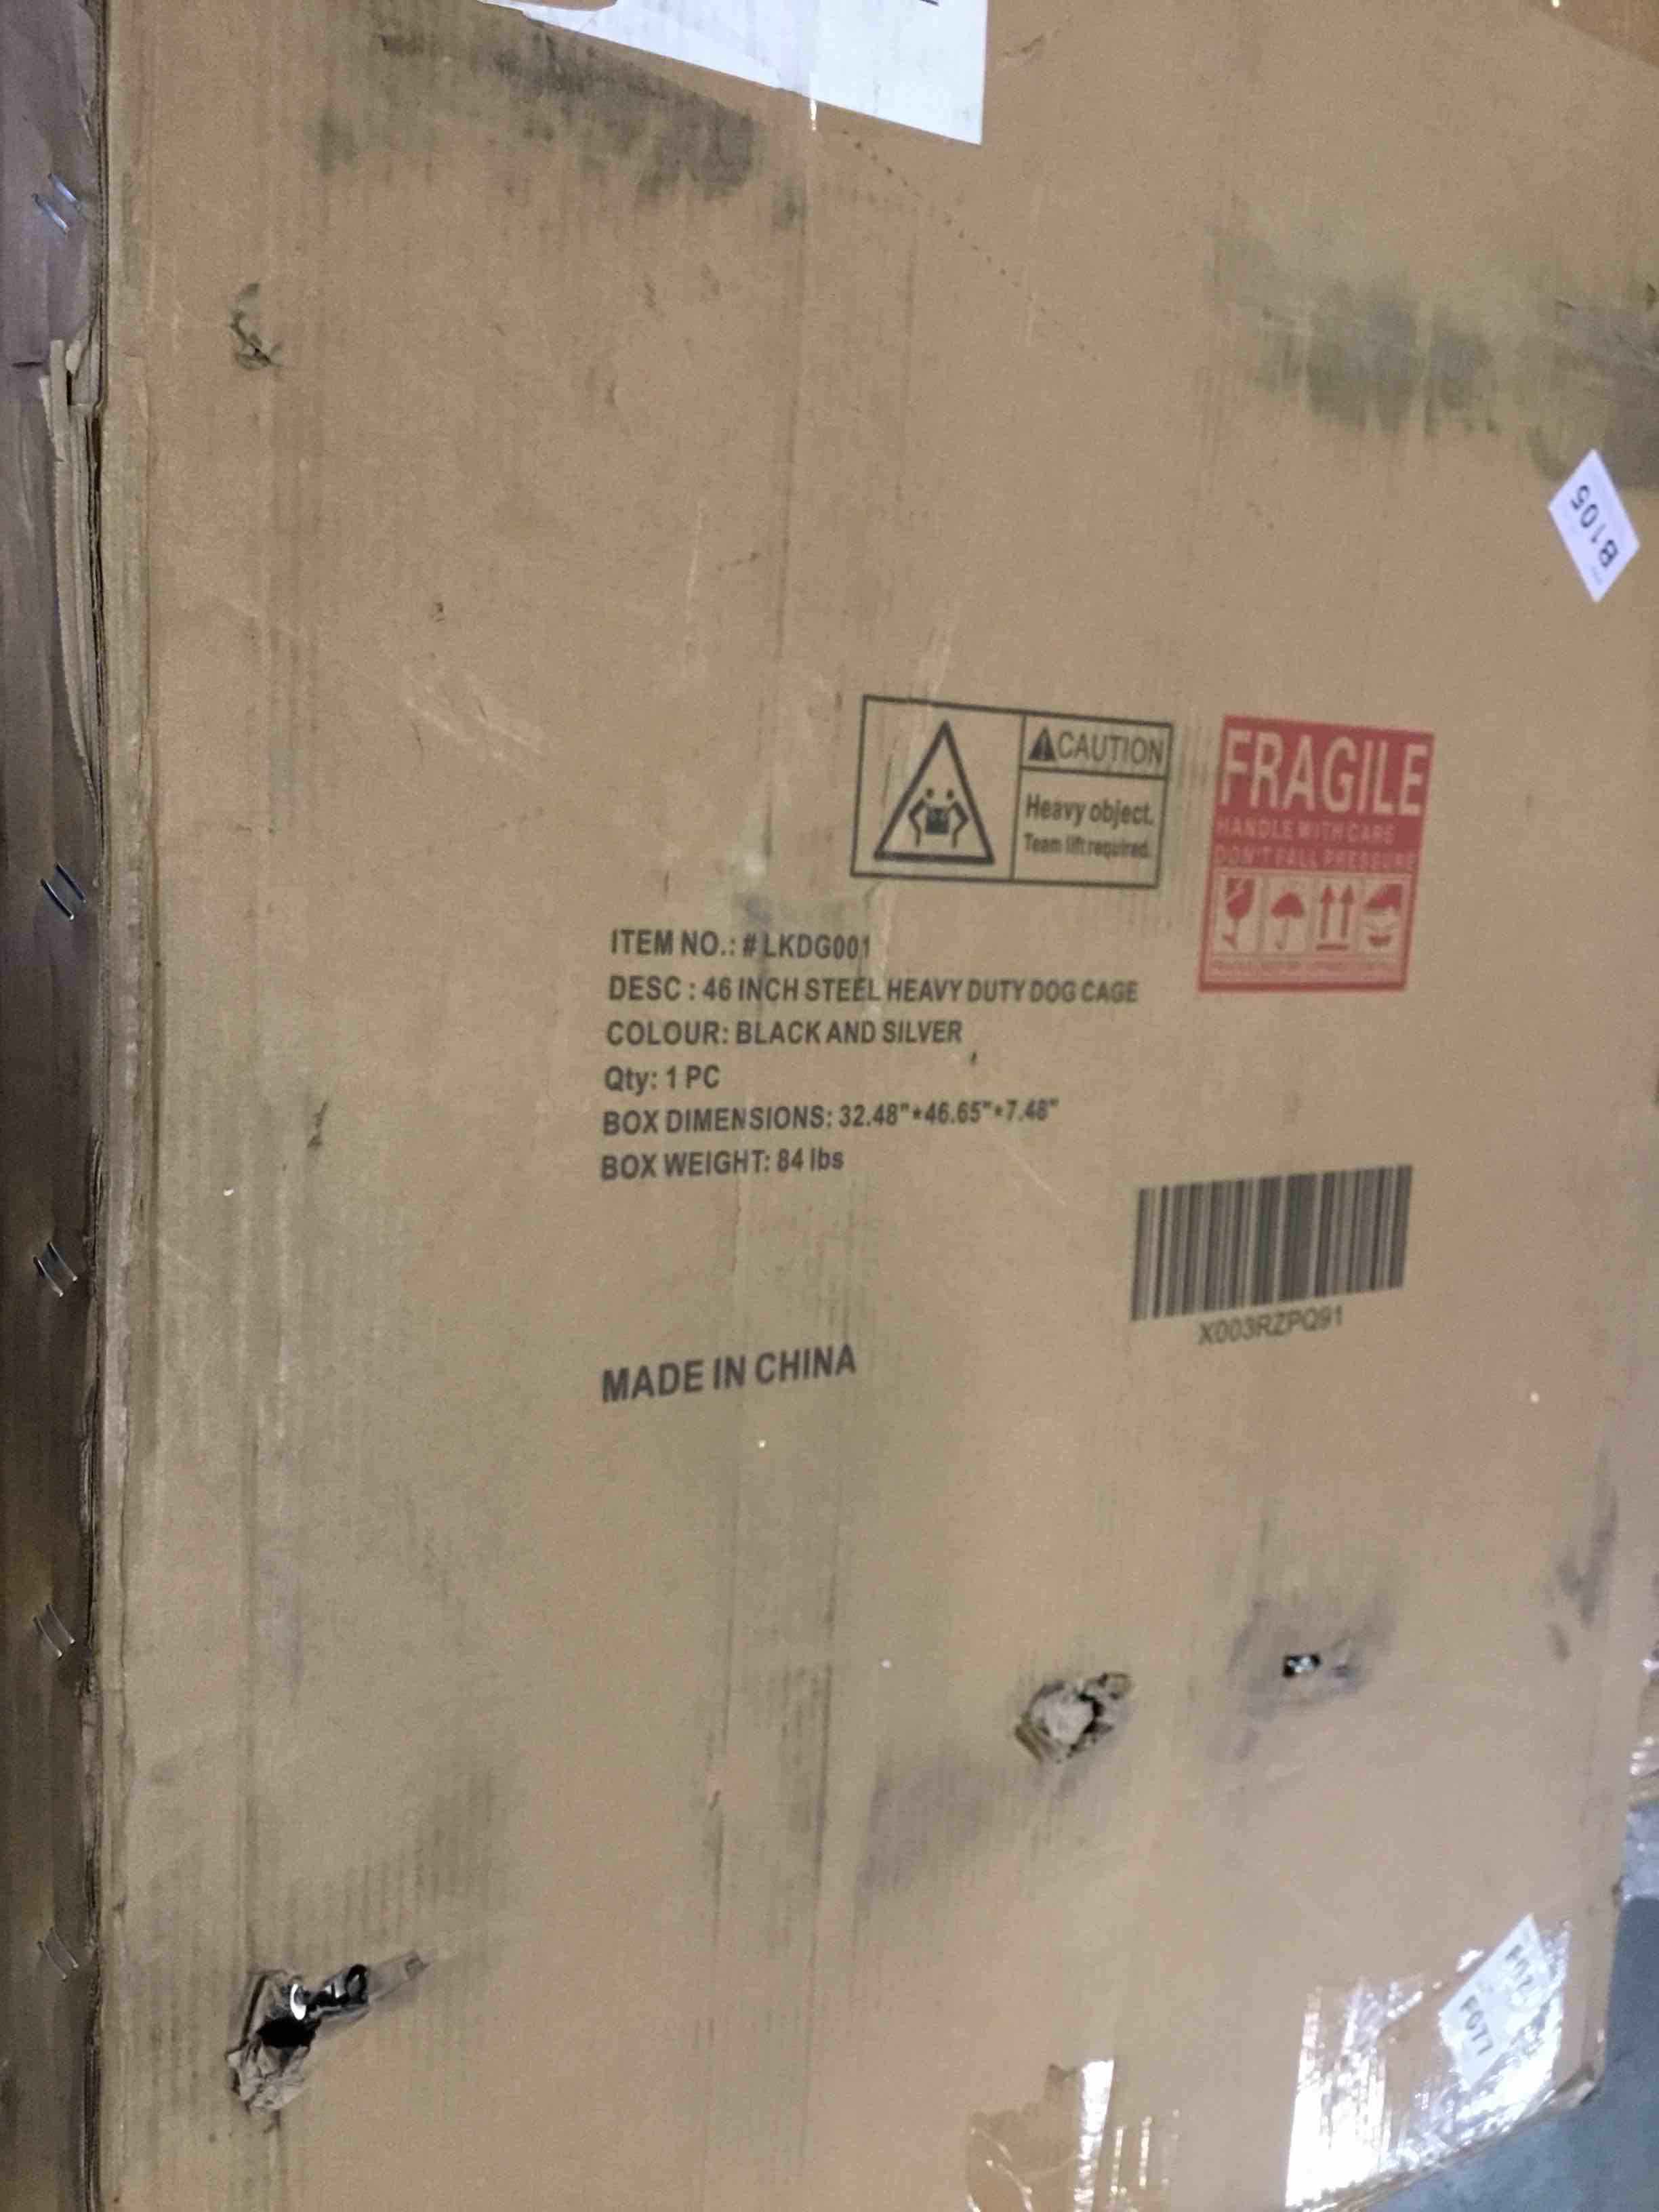 B105
CAUTION
Heavy object.
Team lift required.
FRAGILE
HANDLE WITH CARE
DON'T FALL PRESSURE
ITEM NO.: # LKDG001
DESC : 46 INCH STEEL HEAVY DUTY DOG CAGE
COLOUR: BLACK AND SILVER
Qty: 1 PC
BOX DIMENSIONS: 32.48"*46.65"*7.48"
BOX WEIGHT: 84 lbs
X003RZPQ91
MADE IN CHINA
F077